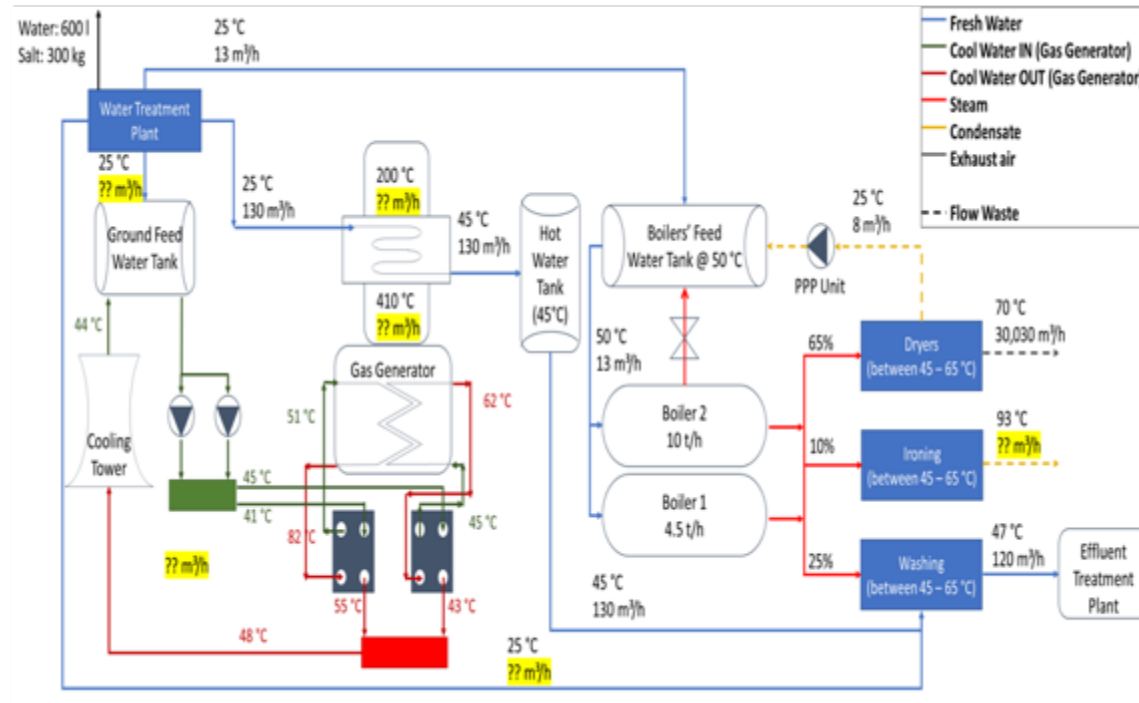 Water: 600 l
Salt: 300 kg
25 °C
13 m³/h
Water Treatment
Plant
25 °C
?? m³/h
Ground Feed
Water Tank
44 °C
Cooling
Tower
25 °C
130 m³/h
200 °C
?? m³/h
45 °C
130 m³/h
410 °C
?? m³/h
Gas Generator
51 °C
62 °C
45 °C
41 °C
45 °C
82 °C
55 °C
43 °C
?? m³/h
48 °C
Hot
Water
Tank
(45°C)
Boilers' Feed
Water Tank @ 50 °C
25 °C
8 m³/h
PPP Unit
50 °C
13 m³/h
Boiler 2
10 t/h
Boiler 1
4.5 t/h
65%
10%
25%
Dryers
(between 45 – 65 °C)
70 °C
30,030 m³/h
Ironing
(between 45 – 65 °C)
93 °C
?? m³/h
Washing
(between 45 – 65 °C)
47 °C
120 m³/h
Effluent
Treatment
Plant
45 °C
130 m³/h
25 °C
?? m³/h
Fresh Water
Cool Water IN (Gas Generator)
Cool Water OUT (Gas Generator)
Steam
Condensate
Exhaust air
Flow Waste